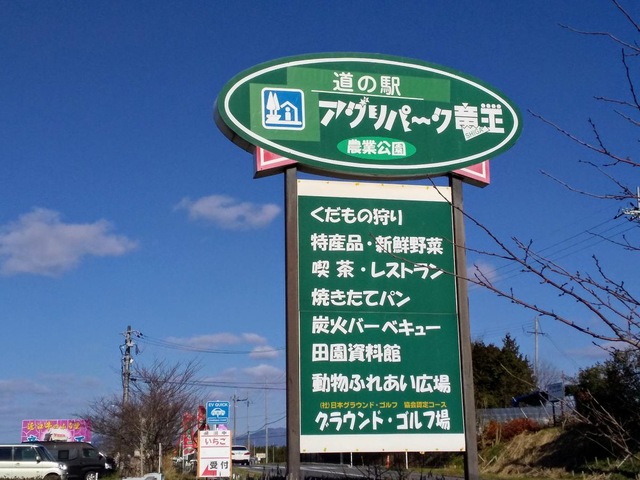 道の駅
アグリパーク竜王
農業公園
くだもの狩り
特産品・新鮮野菜
喫茶・レストラン
焼きたてパン
炭火バーベキュー
田園資料館
動物ふれあい広場
(社)日本グラウンド・ゴルフ 協会認定コース
グラウンド・ゴルフ場
EV QUICK
いちご
受付